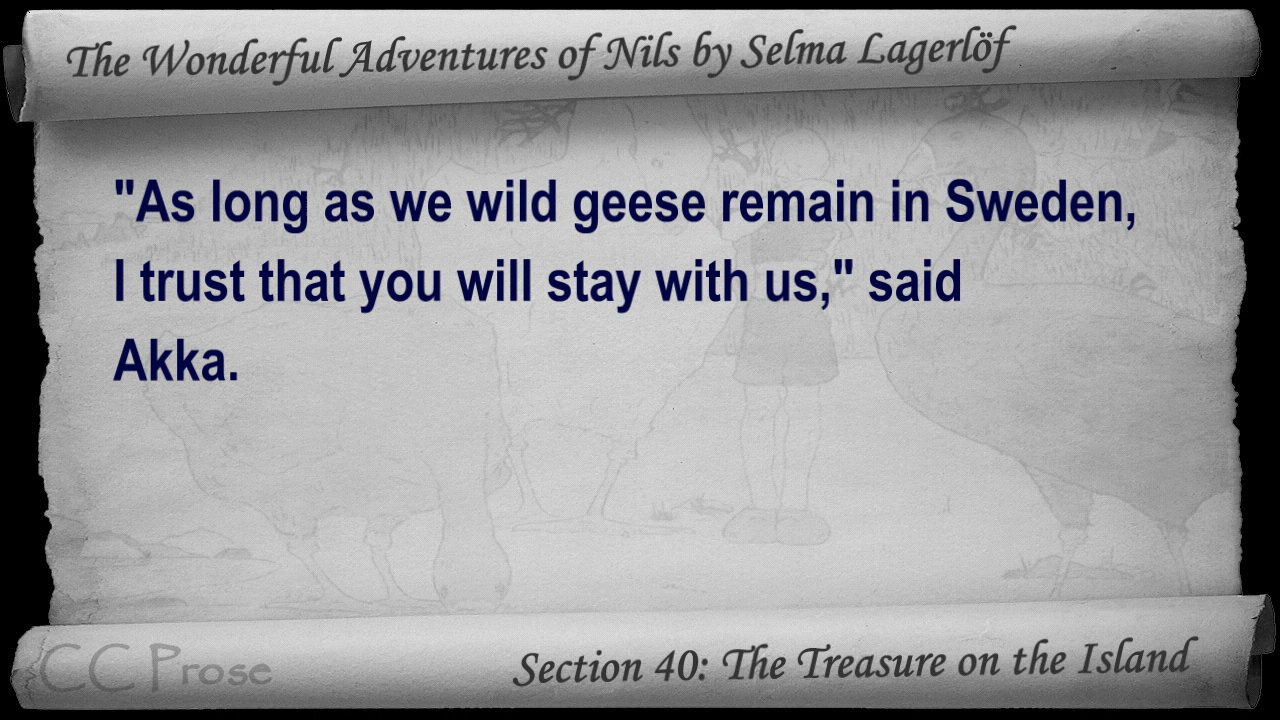 The Wonderful Adventures of Nils by Selma Lagerlöf
"As long as we wild geese remain in Sweden,
I trust that you will stay with us," said
Akka.
CC Prose
Section 40: The Treasure on the Island